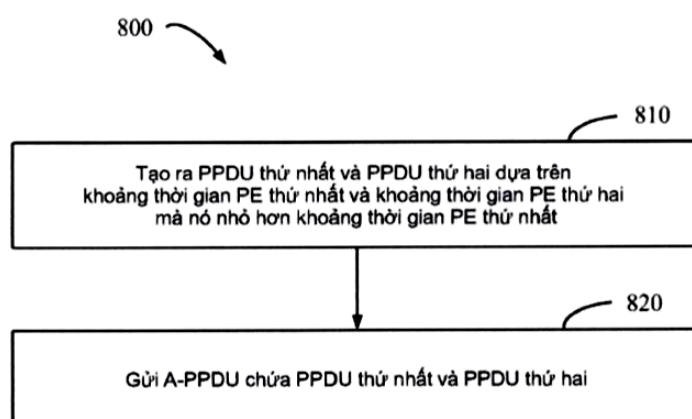 800
810
Tạo ra PPDU thứ nhất và PPDU thứ hai dựa trên
khoảng thời gian PE thứ nhất và khoảng thời gian PE thứ hai
mà nó nhỏ hơn khoảng thời gian PE thứ nhất
820
Gửi A-PPDU chứa PPDU thứ nhất và PPDU thứ hai